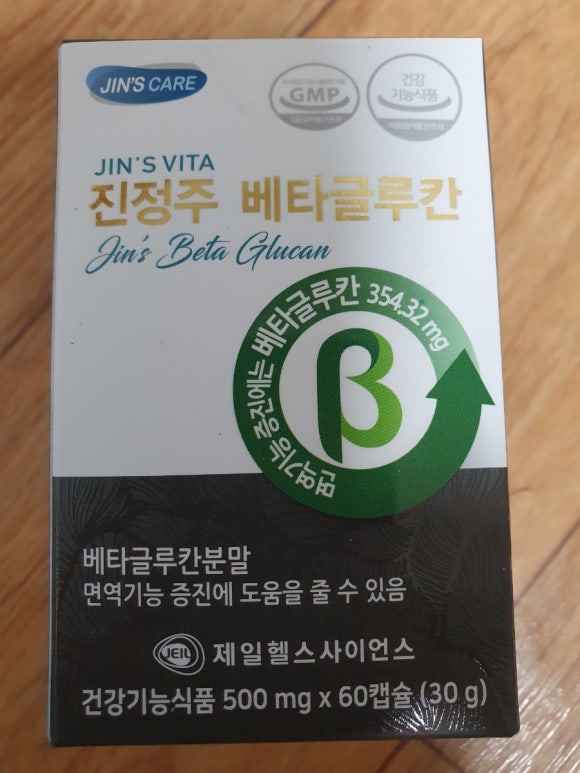 JIN'S CARE
GMP
건강
기능식품
JIN'S VITA
진정주 베타글루칸
Jin's Beta Glucan
면역기능 증진에는 베타글루칸 354.32 mg
β
베타글루칸분말
면역기능 증진에 도움을 줄 수 있음
JEIL 제일헬스사이언스
건강기능식품 500 mg x 60캡슐 (30 g)